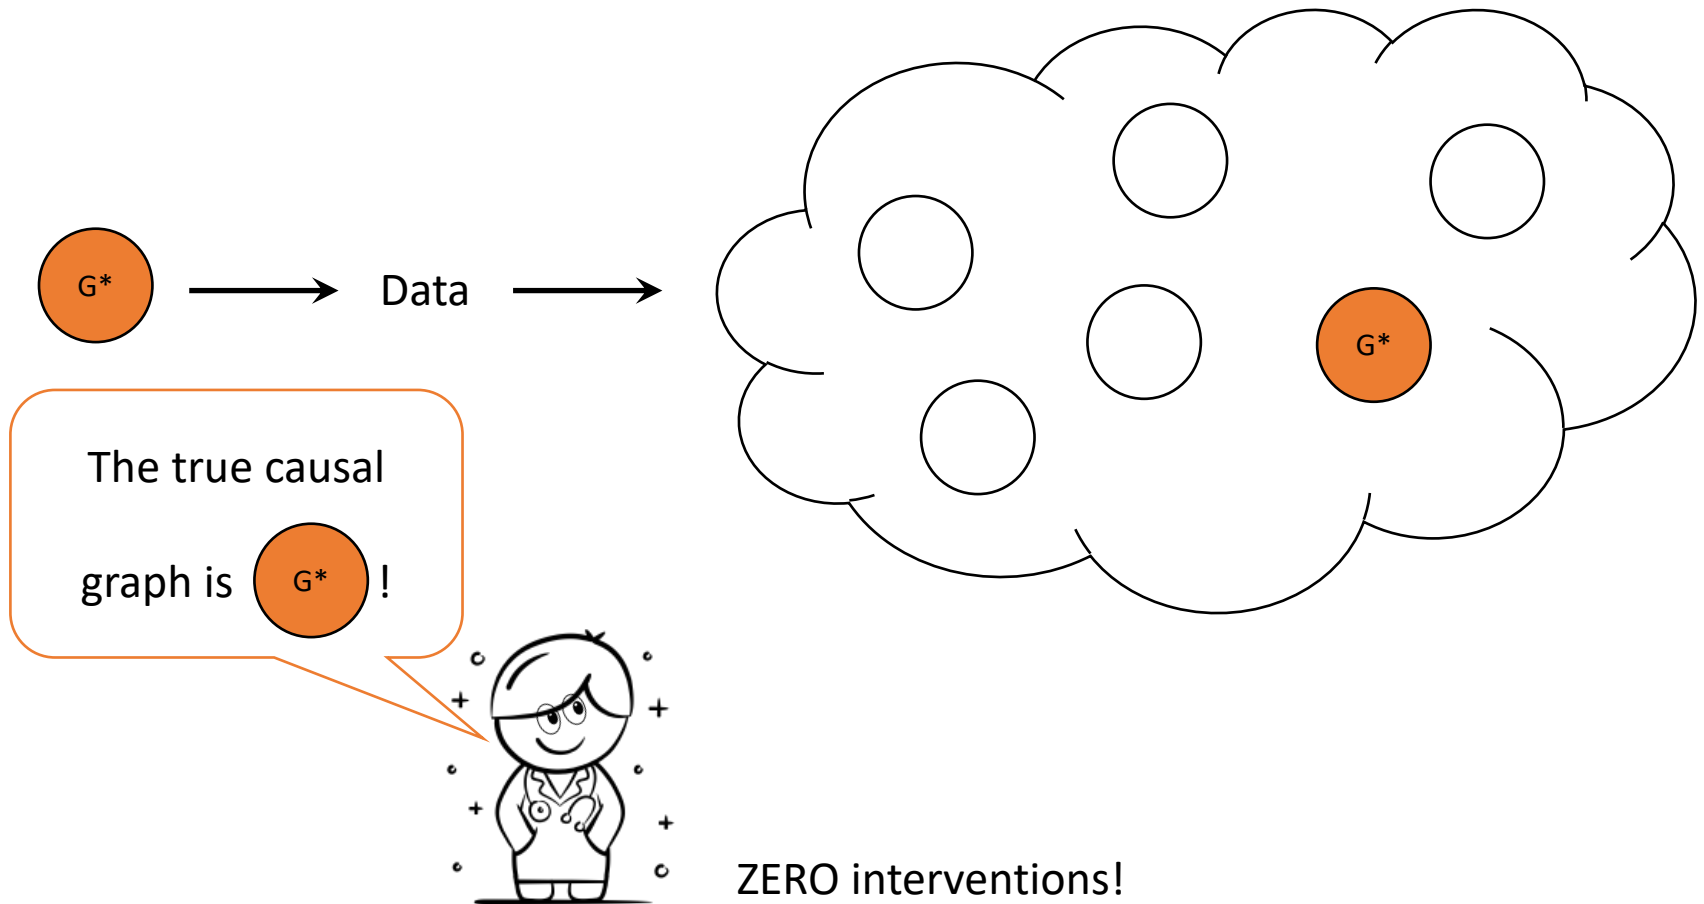 G*
Data
G*
The true causal
graph is G* !
ZERO interventions!